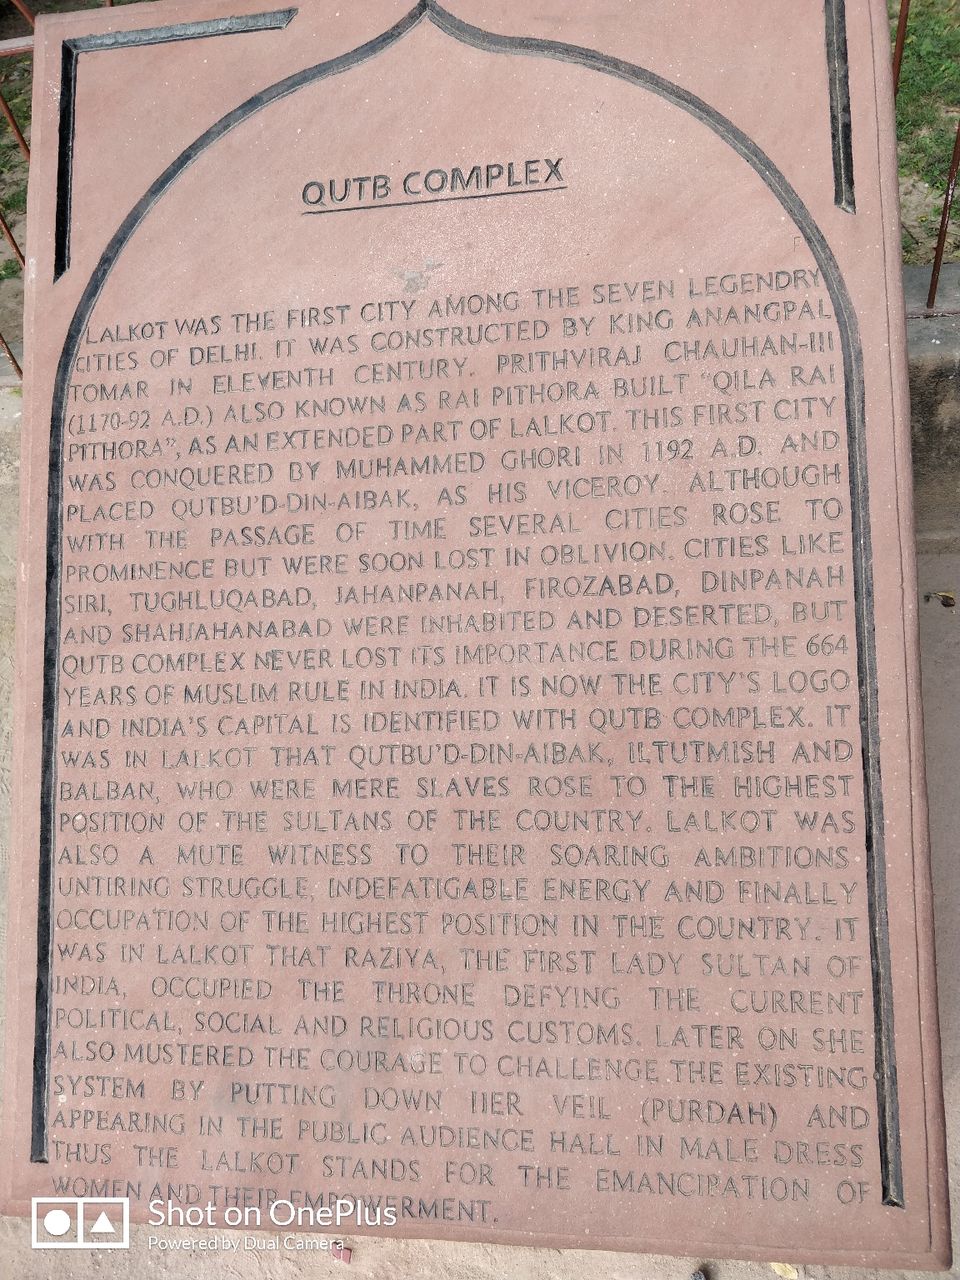 QUTB COMPLEX
LALKOT WAS THE FIRST CITY AMONG THE SEVEN LEGENDRY
CITIES OF DELHI. IT WAS CONSTRUCTED BY KING ANANGPAL
TOMAR IN ELEVENTH CENTURY. PRITHVIRAJ CHAUHAN-III
(1170-92 A.D.) ALSO KNOWN AS RAI PITHORA BUILT "QILA RAI
PITHORA", AS AN EXTENDED PART OF LALKOT. THIS FIRST CITY
WAS CONQUERED BY MUHAMMED GHORI IN 1192 A.D. AND
PLACED QUTBU'D-DIN-AIBAK, AS HIS VICEROY. ALTHOUGH
WITH THE PASSAGE OF TIME SEVERAL CITIES ROSE TO
PROMINENCE BUT WERE SOON LOST IN OBLIVION. CITIES LIKE
SIRI, TUGHLUQABAD, JAHANPANAH, FIROZABAD, DINPANAH
AND SHAHJAHANABAD WERE INHABITED AND DESERTED, BUT
QUTB COMPLEX NEVER LOST ITS IMPORTANCE DURING THE 664
YEARS OF MUSLIM RULE IN INDIA. IT IS NOW THE CITY'S LOGO
AND INDIA'S CAPITAL IS IDENTIFIED WITH QUTB COMPLEX. IT
WAS IN LALKOT THAT QUTBU'D-DIN-AIBAK, ILTUTMISH AND
BALBAN, WHO WERE MERE SLAVES ROSE TO THE HIGHEST
POSITION OF THE SULTANS OF THE COUNTRY. LALKOT WAS
ALSO A MUTE WITNESS TO THEIR SOARING AMBITIONS
UNTIRING STRUGGLE, INDEFATIGABLE ENERGY AND FINALLY
OCCUPATION OF THE HIGHEST POSITION IN THE COUNTRY. IT
WAS IN LALKOT THAT RAZIYA, THE FIRST LADY SULTAN OF
INDIA, OCCUPIED THE THRONE DEFYING THE CURRENT
POLITICAL, SOCIAL AND RELIGIOUS CUSTOMS. LATER ON SHE
ALSO MUSTERED THE COURAGE TO CHALLENGE THE EXISTING
SYSTEM BY PUTTING DOWN HER VEIL (PURDAH) AND
APPEARING IN THE PUBLIC AUDIENCE HALL IN MALE DRESS
THUS THE LALKOT STANDS FOR THE EMANCIPATION OF
WOMEN AND THEIR EMPOWERMENT.
Shot on OnePlus
Powered by Dual Camera